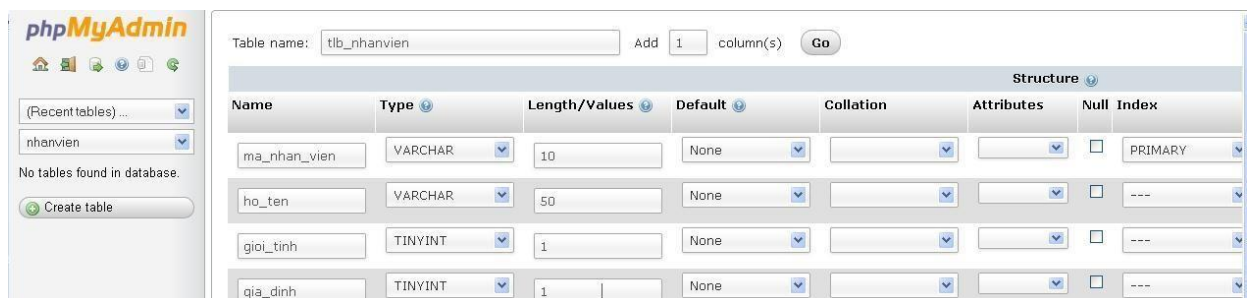 phpMyAdmin
Table name: tlb_nhanvien Add 1 column(s) Go
Structure
(Recent tables) ...
nhanvien
No tables found in database.
Create table
Name Type Length/Values Default Collation Attributes Null Index
ma_nhan_vien VARCHAR 10 None PRIMARY
ho_ten VARCHAR 50 None ---
gioi_tinh TINYINT 1 None ---
gia_dinh TINYINT 1 None ---